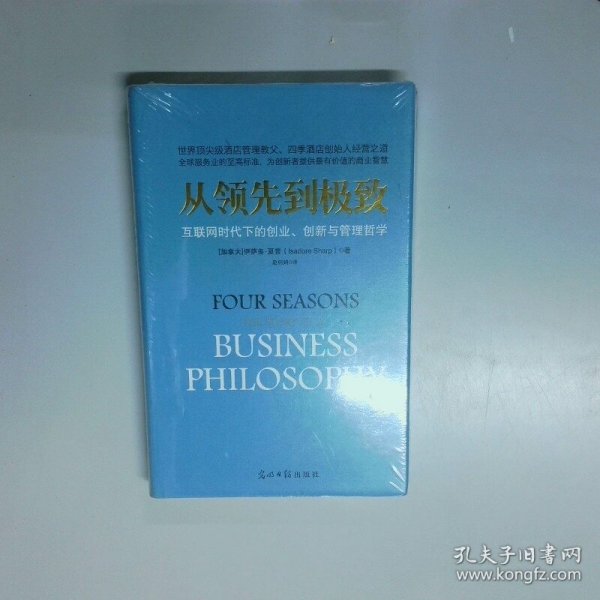 世界顶尖级酒店管理教父、四季酒店创始人经营之道
全球服务业的至高标准，为创新者提供最有价值的商业智慧
从领先到极致
互联网时代下的创业、创新与管理哲学
[加拿大]伊萨多·夏普（Isadore Sharp）◎著
FOUR SEASONS
BUSINESS
PHILOSOPHY
光明日报出版社
孔夫子旧书网
www.kongfz.com